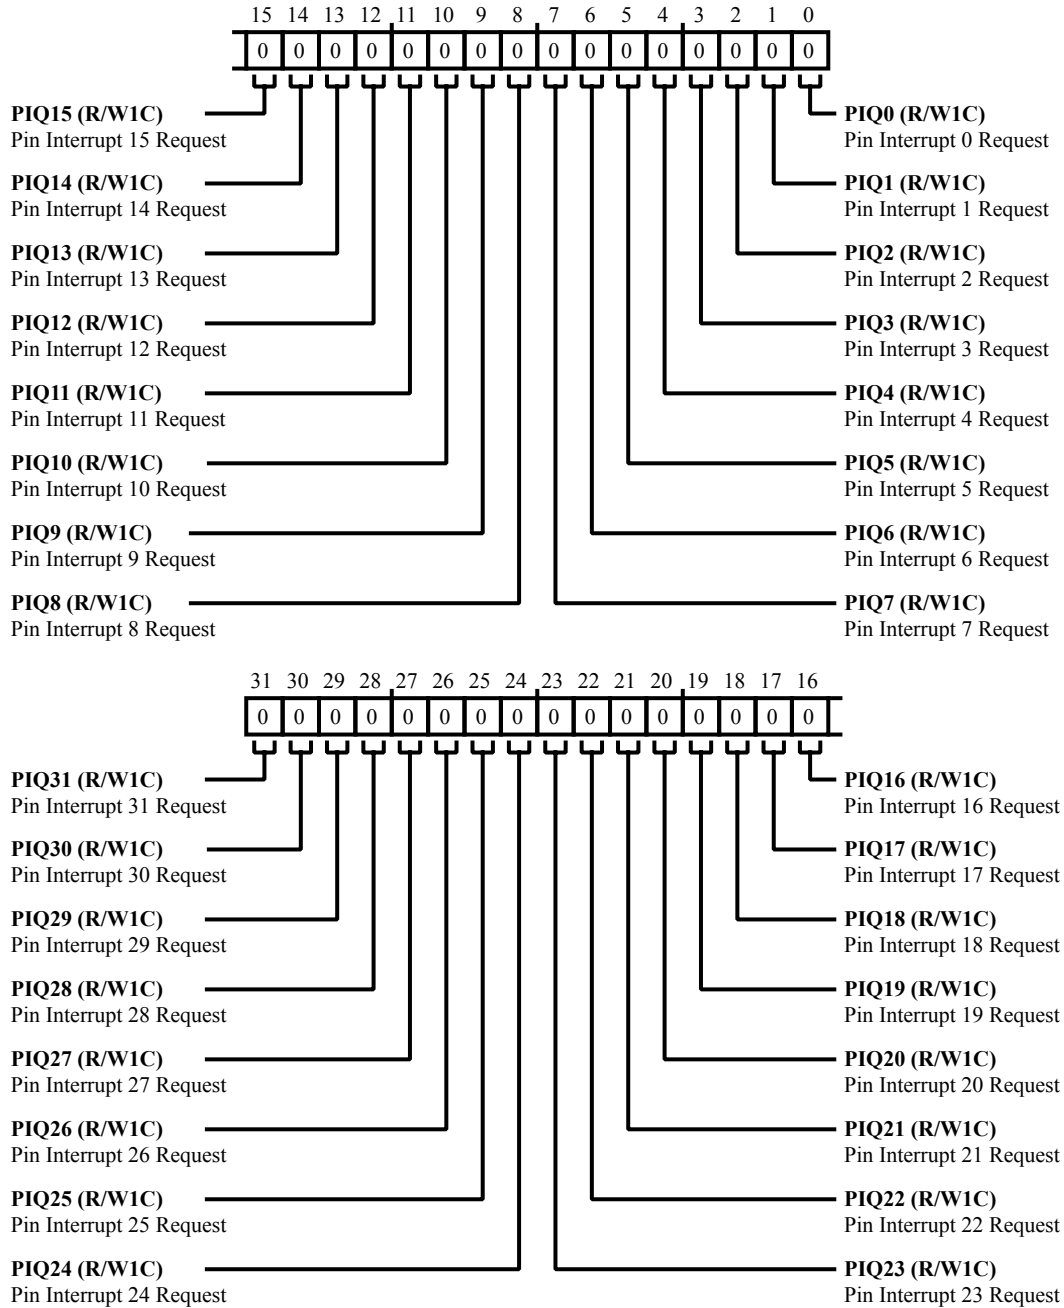 15 14 13 12 11 10 9 8 7 6 5 4 3 2 1 0
0 0 0 0 0 0 0 0 0 0 0 0 0 0 0 0
PIQ15 (R/W1C)
Pin Interrupt 15 Request
PIQ14 (R/W1C)
Pin Interrupt 14 Request
PIQ13 (R/W1C)
Pin Interrupt 13 Request
PIQ12 (R/W1C)
Pin Interrupt 12 Request
PIQ11 (R/W1C)
Pin Interrupt 11 Request
PIQ10 (R/W1C)
Pin Interrupt 10 Request
PIQ9 (R/W1C)
Pin Interrupt 9 Request
PIQ8 (R/W1C)
Pin Interrupt 8 Request
PIQ0 (R/W1C)
Pin Interrupt 0 Request
PIQ1 (R/W1C)
Pin Interrupt 1 Request
PIQ2 (R/W1C)
Pin Interrupt 2 Request
PIQ3 (R/W1C)
Pin Interrupt 3 Request
PIQ4 (R/W1C)
Pin Interrupt 4 Request
PIQ5 (R/W1C)
Pin Interrupt 5 Request
PIQ6 (R/W1C)
Pin Interrupt 6 Request
PIQ7 (R/W1C)
Pin Interrupt 7 Request
31 30 29 28 27 26 25 24 23 22 21 20 19 18 17 16
0 0 0 0 0 0 0 0 0 0 0 0 0 0 0 0
PIQ31 (R/W1C)
Pin Interrupt 31 Request
PIQ30 (R/W1C)
Pin Interrupt 30 Request
PIQ29 (R/W1C)
Pin Interrupt 29 Request
PIQ28 (R/W1C)
Pin Interrupt 28 Request
PIQ27 (R/W1C)
Pin Interrupt 27 Request
PIQ26 (R/W1C)
Pin Interrupt 26 Request
PIQ25 (R/W1C)
Pin Interrupt 25 Request
PIQ24 (R/W1C)
Pin Interrupt 24 Request
PIQ16 (R/W1C)
Pin Interrupt 16 Request
PIQ17 (R/W1C)
Pin Interrupt 17 Request
PIQ18 (R/W1C)
Pin Interrupt 18 Request
PIQ19 (R/W1C)
Pin Interrupt 19 Request
PIQ20 (R/W1C)
Pin Interrupt 20 Request
PIQ21 (R/W1C)
Pin Interrupt 21 Request
PIQ22 (R/W1C)
Pin Interrupt 22 Request
PIQ23 (R/W1C)
Pin Interrupt 23 Request